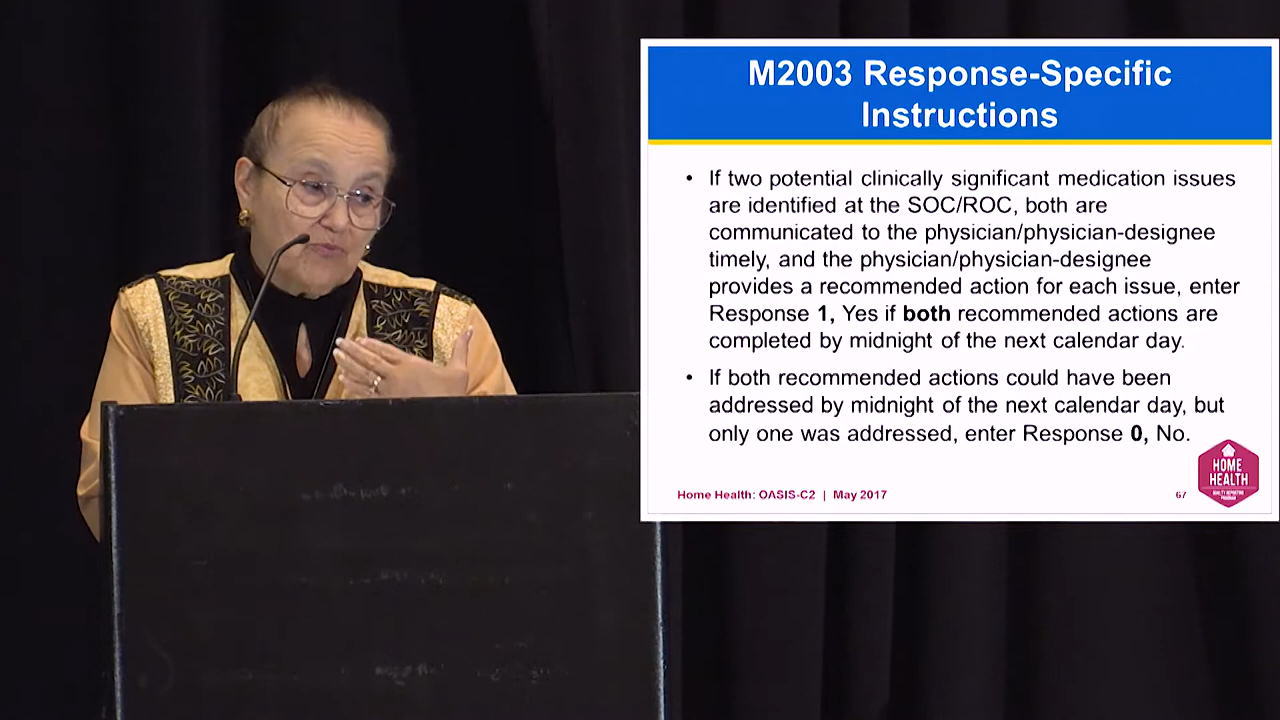 M2003 Response-Specific
Instructions
• If two potential clinically significant medication issues
are identified at the SOC/ROC, both are
communicated to the physician/physician-designee
timely, and the physician/physician-designee
provides a recommended action for each issue, enter
Response 1, Yes if both recommended actions are
completed by midnight of the next calendar day.
• If both recommended actions could have been
addressed by midnight of the next calendar day, but
only one was addressed, enter Response 0, No.
Home Health: OASIS-C2 | May 2017
67
HOME
HEALTH
QUALITY REPORTING
PROGRAM